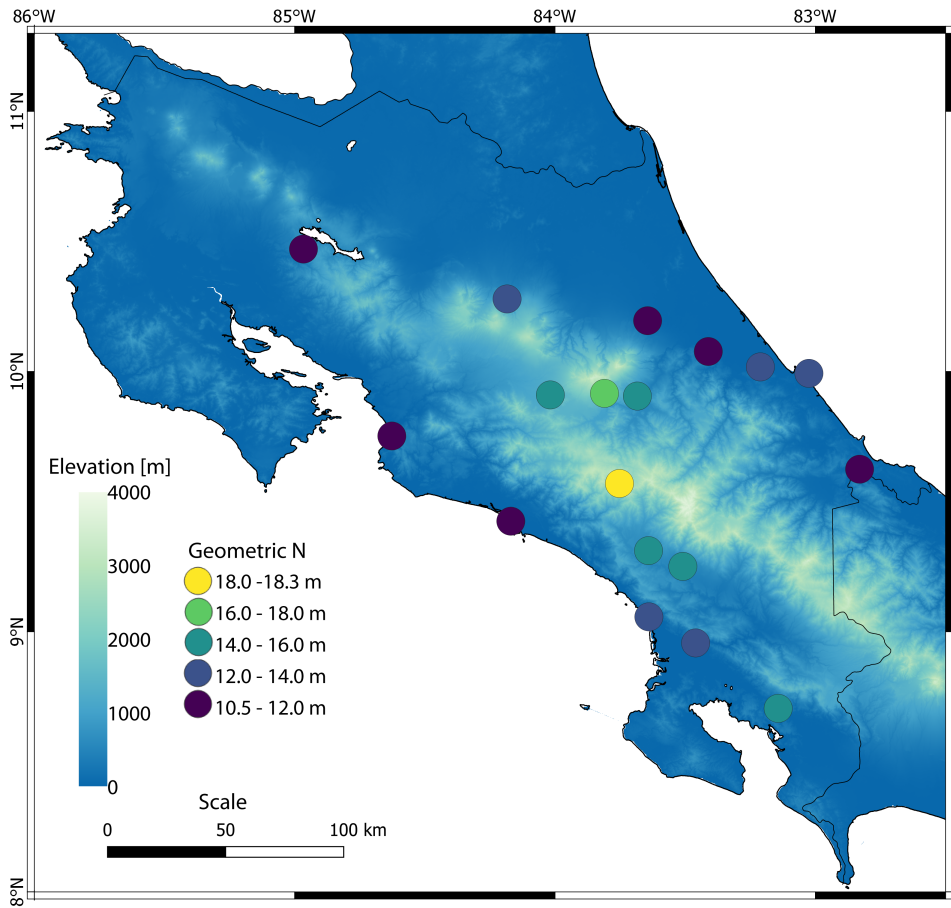 86°W 85°W 84°W 83°W
11°N
10°N
9°N
8°N
Elevation [m]
4000
3000
2000
1000
0
Geometric N
18.0 -18.3 m
16.0 - 18.0 m
14.0 - 16.0 m
12.0 - 14.0 m
10.5 - 12.0 m
Scale
0 50 100 km